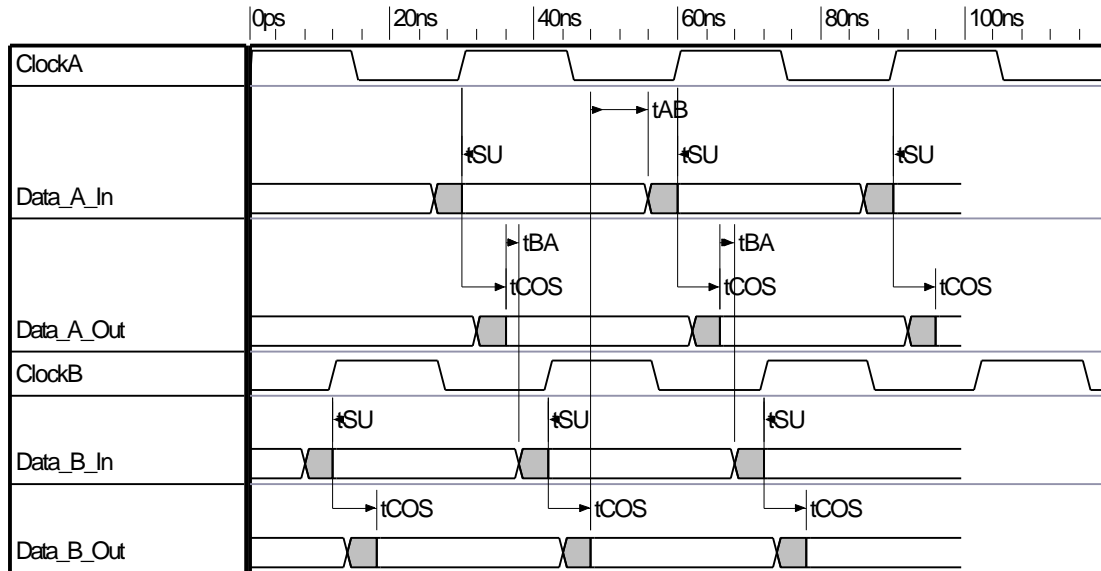 0ps 20ns 40ns 60ns 80ns 100ns
ClockA
tAB
tSU tSU tSU
Data_A_In
tBA tBA
tCOS tCOS tCOS
Data_A_Out
ClockB
tSU tSU tSU
Data_B_In
tCOS tCOS tCOS
Data_B_Out